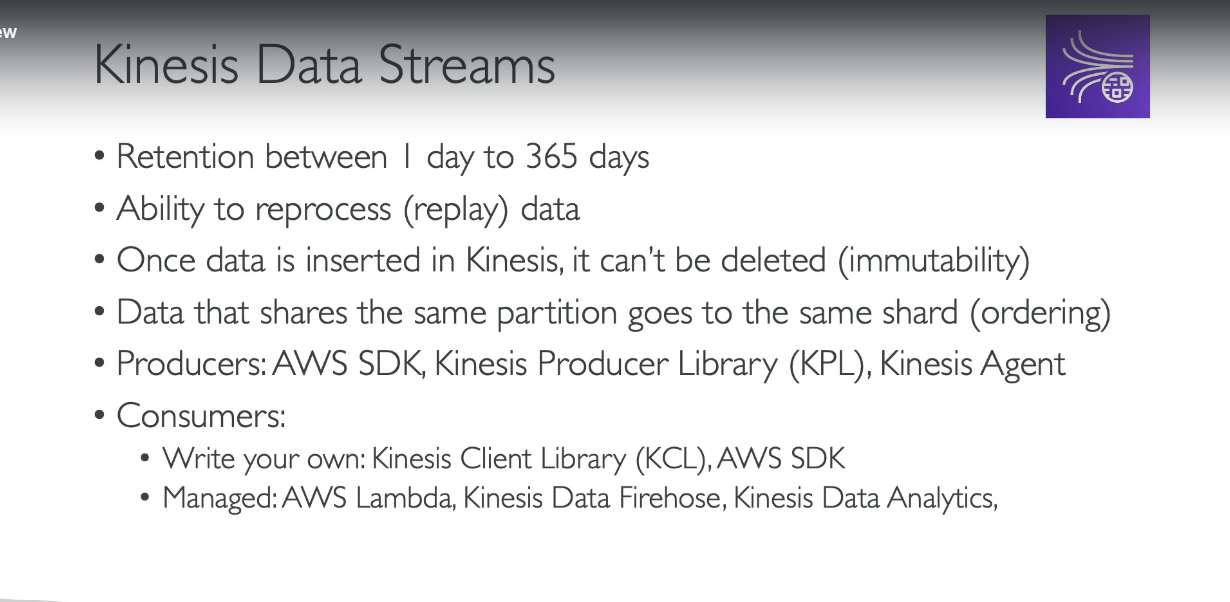 ew
Kinesis Data Streams
• Retention between 1 day to 365 days
• Ability to reprocess (replay) data
• Once data is inserted in Kinesis, it can’t be deleted (immutability)
• Data that shares the same partition goes to the same shard (ordering)
• Producers: AWS SDK, Kinesis Producer Library (KPL), Kinesis Agent
• Consumers:
• Write your own: Kinesis Client Library (KCL), AWS SDK
• Managed: AWS Lambda, Kinesis Data Firehose, Kinesis Data Analytics,